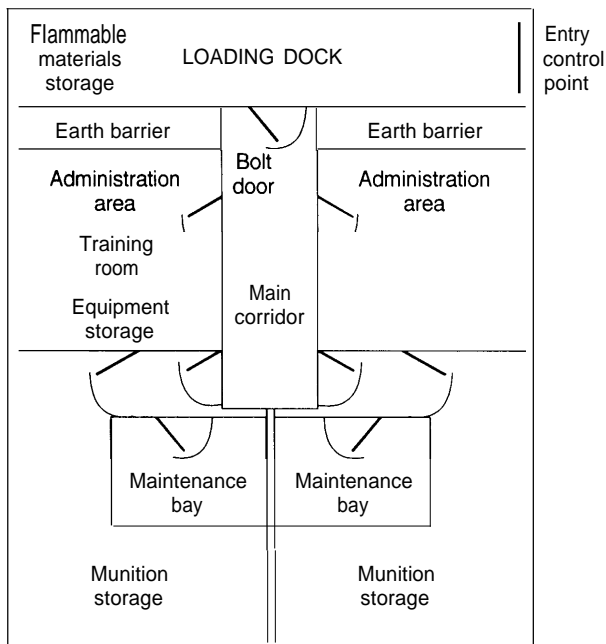 Flammable
materials
storage
LOADING DOCK
Entry
control
point
Earth barrier
Earth barrier
Bolt
door
Administration
area
Administration
area
Training
room
Equipment
storage
Main
corridor
Maintenance
bay
Maintenance
bay
Munition
storage
Munition
storage